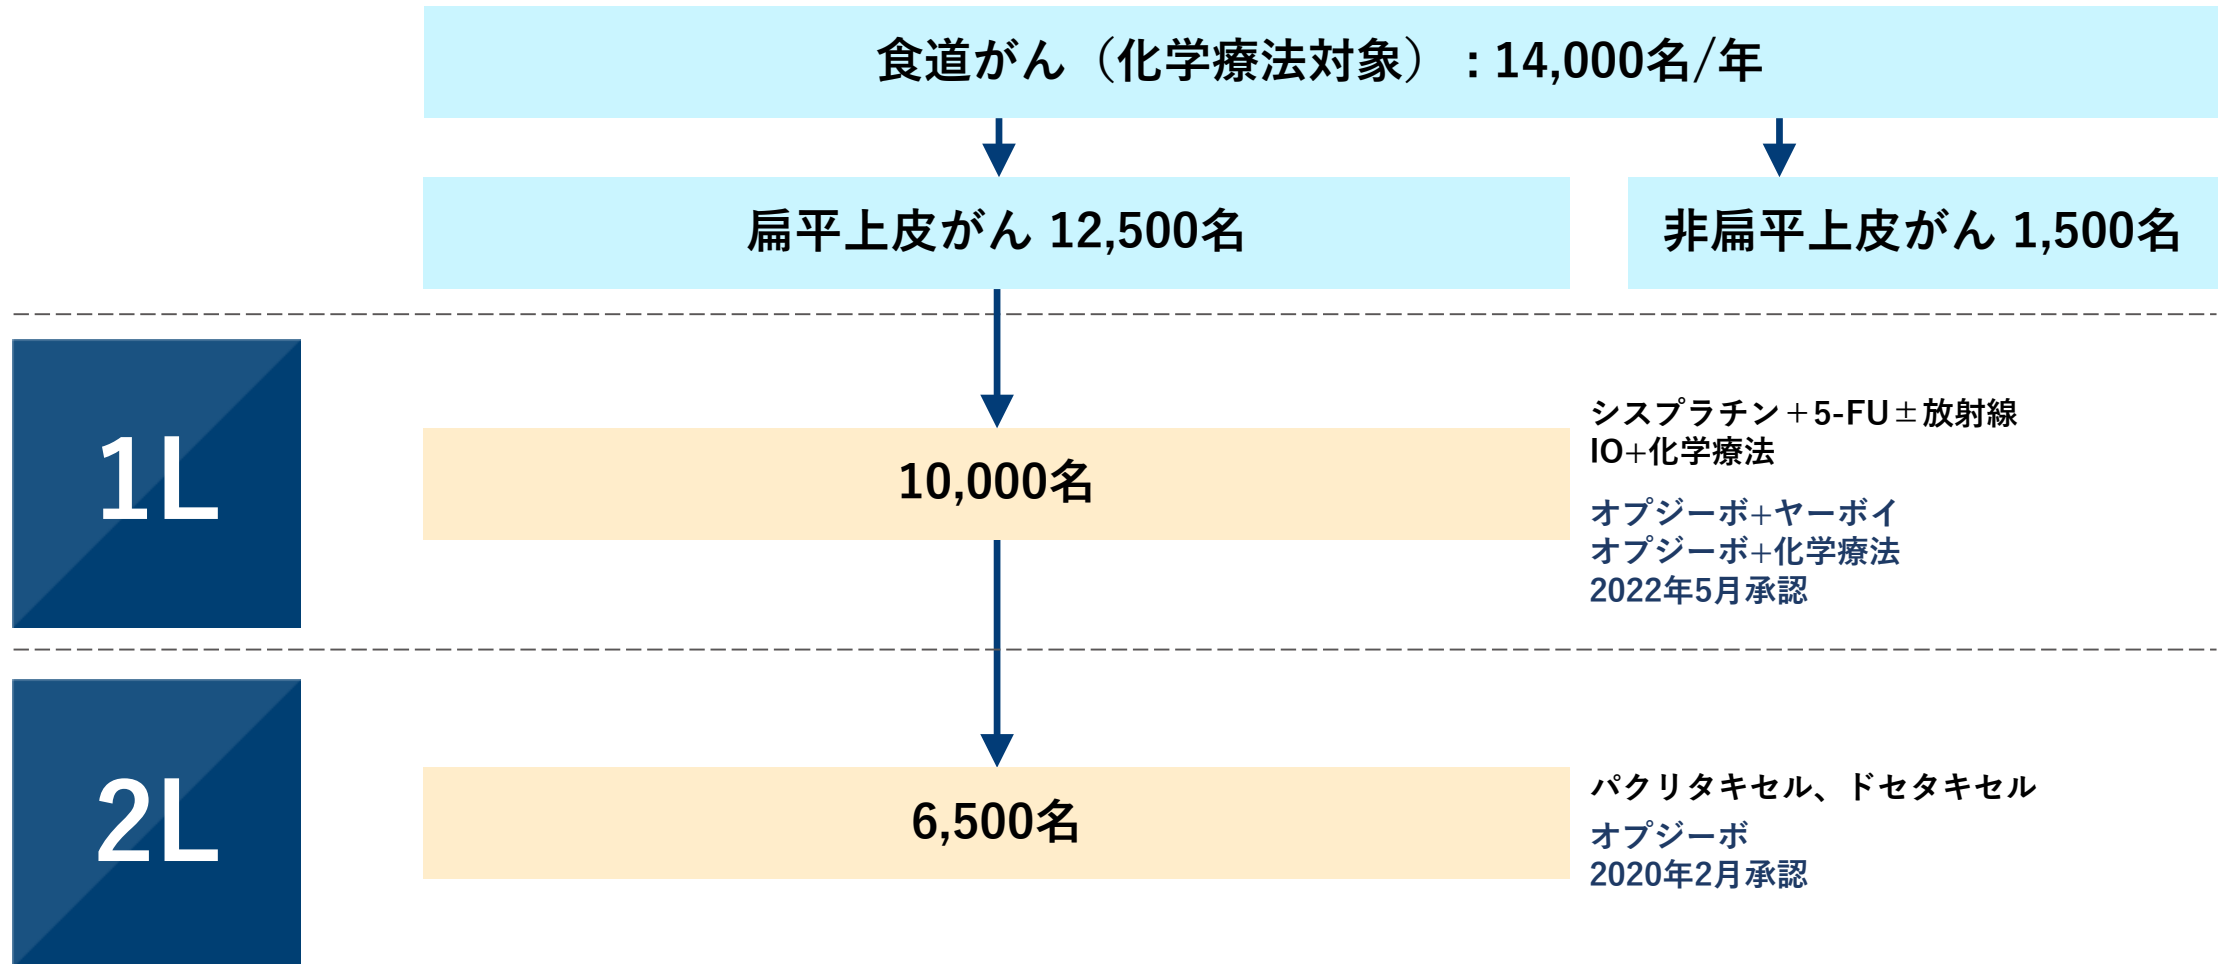 食道がん（化学療法対象）：14,000名/年
扁平上皮がん 12,500名
非扁平上皮がん 1,500名
1L
10,000名
シスプラチン＋5-FU±放射線
IO+化学療法
オプジーボ+ヤーボイ
オプジーボ+化学療法
2022年5月承認
2L
6,500名
パクリタキセル、ドセタキセル
オプジーボ
2020年2月承認